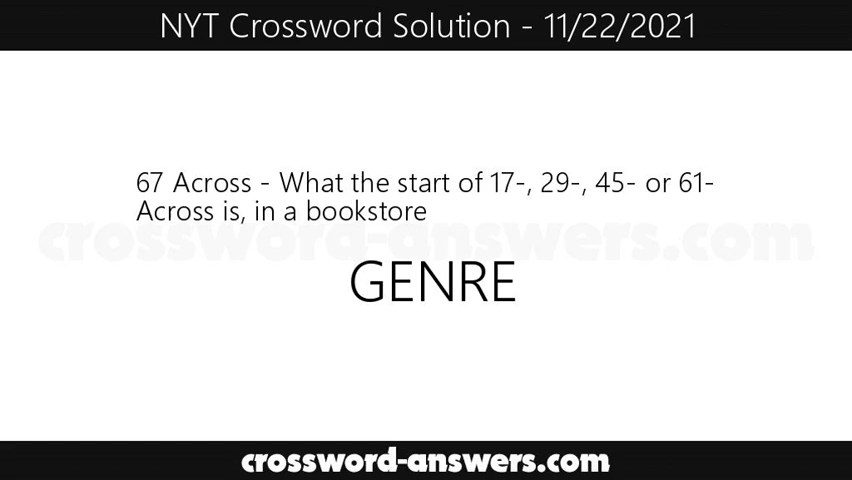 NYT Crossword Solution - 11/22/2021
67 Across - What the start of 17-, 29-, 45- or 61-
Across is, in a bookstore
crossword-answers.com
GENRE
crossword-answers.com